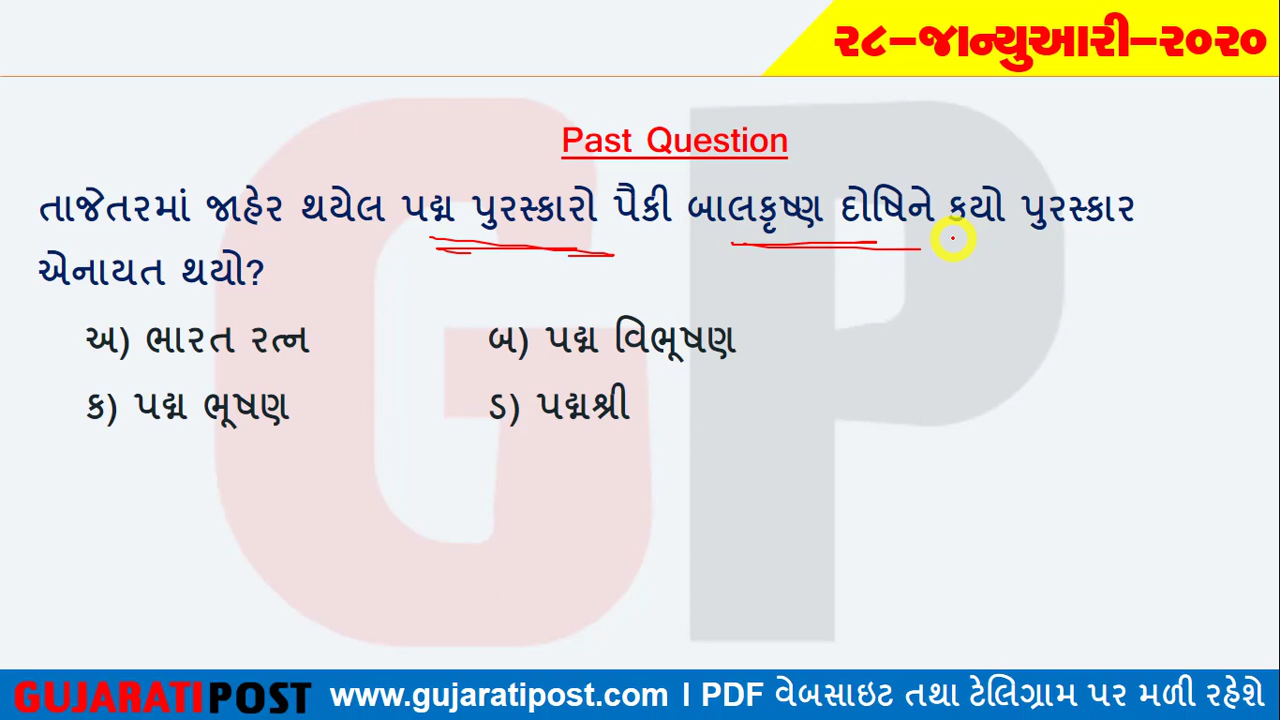 ૨૮-જાન્યુઆરી-૨૦૨૦
Past Question
તાજેતરમાં જાહેર થયેલ પદ્મ પુરસ્કારો પૈકી બાલકૃષ્ણ દોષિને કયો પુરસ્કાર
એનાયત થયો?
અ) ભારત રત્ન બ) પદ્મ વિભૂષણ
ક) પદ્મ ભૂષણ ડ) પદ્મશ્રી
GP
GUJARATIPOST www.gujaratipost.com I PDF વેબસાઇટ તથા ટેલિગ્રામ પર મળી રહેશે